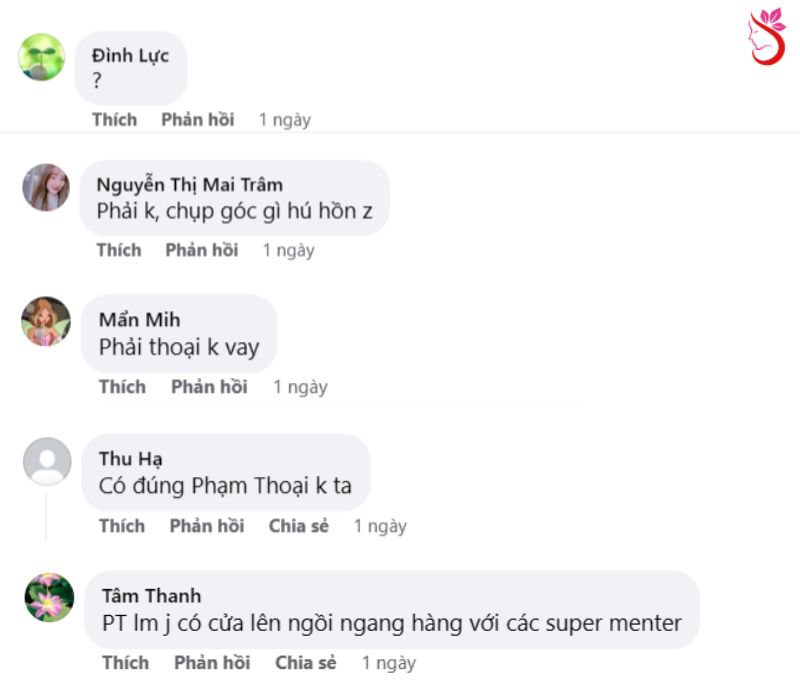 Đình Lực
?
Thích Phản hồi 1 ngày
Nguyễn Thị Mai Trâm
Phải k, chụp góc gì hú hồn z
Thích Phản hồi 1 ngày
Mẩn Mih
Phải thoại k vay
Thích Phản hồi 1 ngày
Thu Hạ
Có đúng Phạm Thoại k ta
Thích Phản hồi Chia sẻ 1 ngày
Tâm Thanh
PT lm j có cửa lên ngồi ngang hàng với các super menter
Thích Phản hồi Chia sẻ 1 ngày